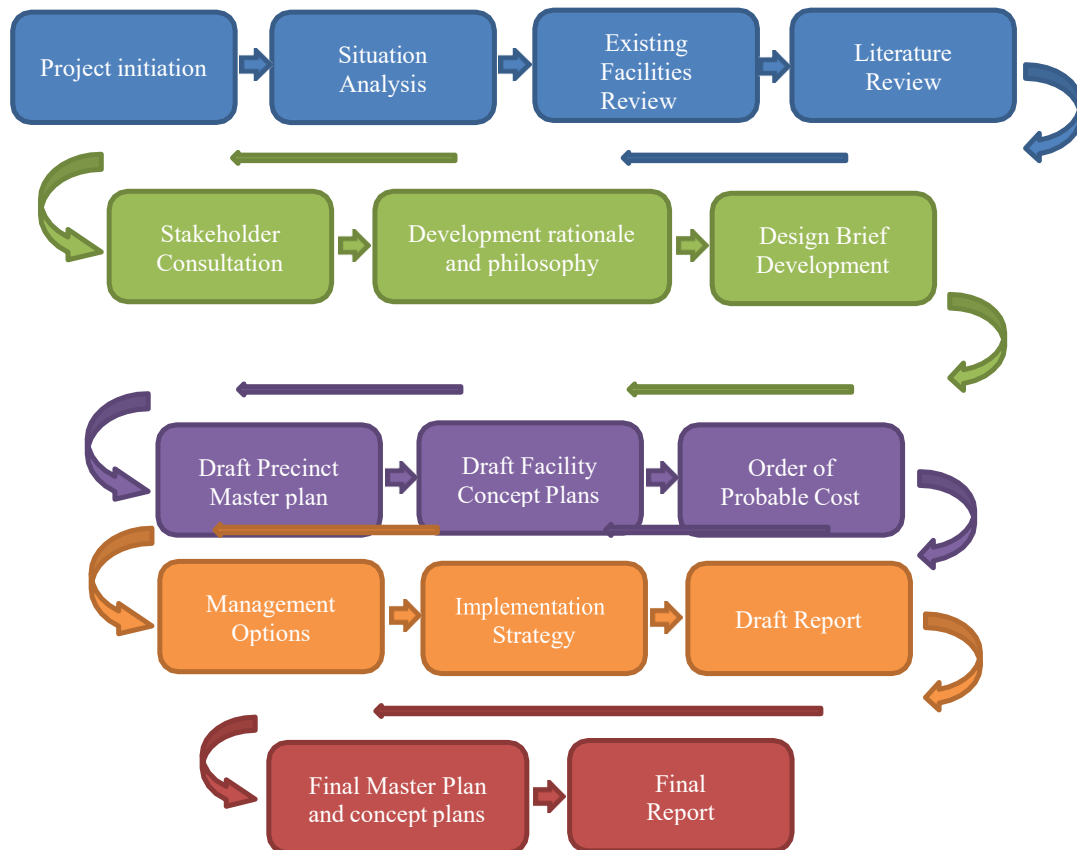 Project initiation
Situation
Analysis
Existing
Facilities
Review
Literature
Review
Stakeholder
Consultation
Development rationale
and philosophy
Design Brief
Development
Draft Precinct
Master plan
Draft Facility
Concept Plans
Order of
Probable Cost
Management
Options
Implementation
Strategy
Draft Report
Final Master Plan
and concept plans
Final
Report